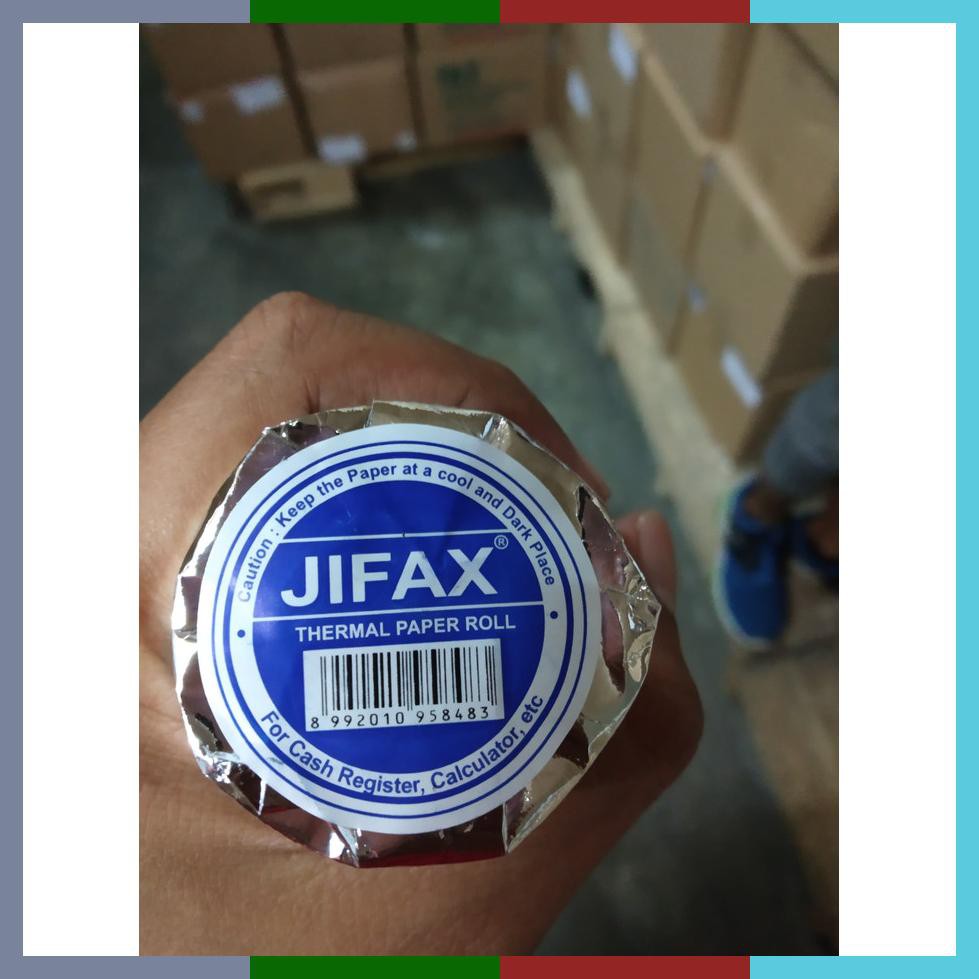 Caution : Keep the Paper at a cool and Dark Place
JIFAX®
THERMAL PAPER ROLL
8 992010 958483
For Cash Register, Calculator, etc